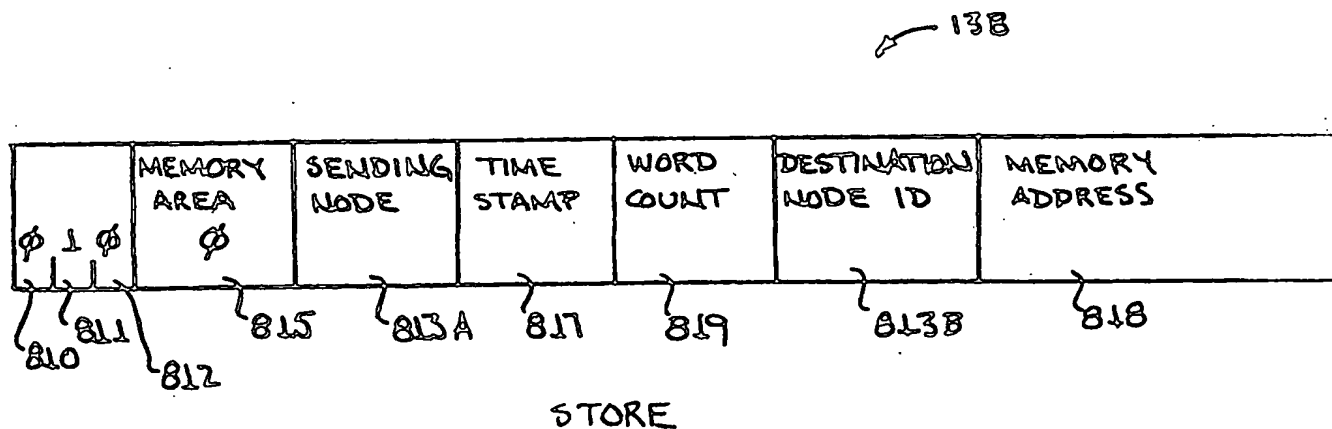 13B
MEMORY SENDING TIME WORD DESTINATION MEMORY
AREA NODE STAMP COUNT NODE ID ADDRESS
φ 1 φ φ
810 811 812 815 813A 817 819 813B 818
STORE